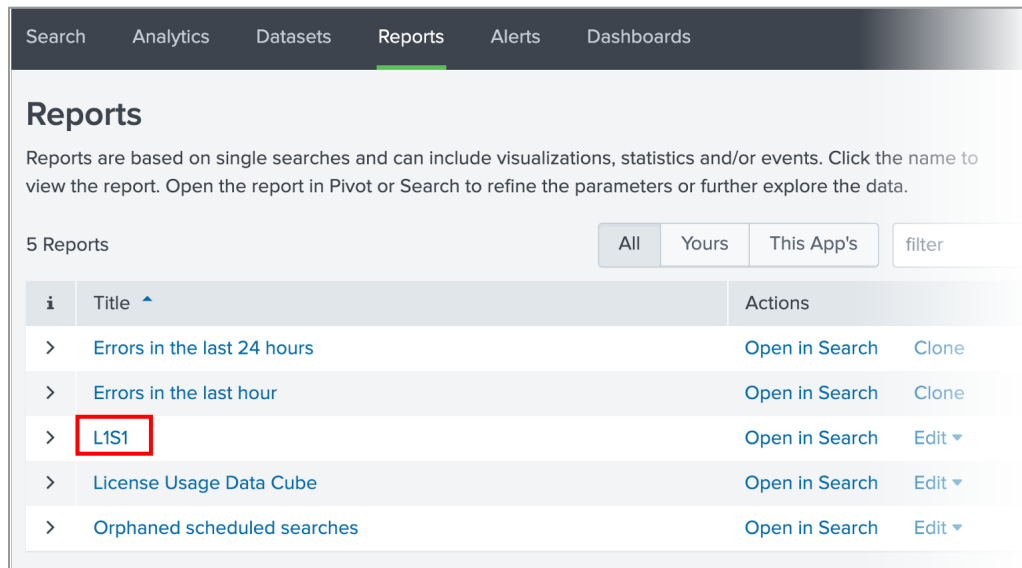 Search Analytics Datasets Reports Alerts Dashboards
Reports
Reports are based on single searches and can include visualizations, statistics and/or events. Click the name to
view the report. Open the report in Pivot or Search to refine the parameters or further explore the data.
5 Reports All Yours This App's filter
i Title Actions
Errors in the last 24 hours Open in Search Clone
Errors in the last hour Open in Search Clone
L1S1 Open in Search Edit
License Usage Data Cube Open in Search Edit
Orphaned scheduled searches Open in Search Edit